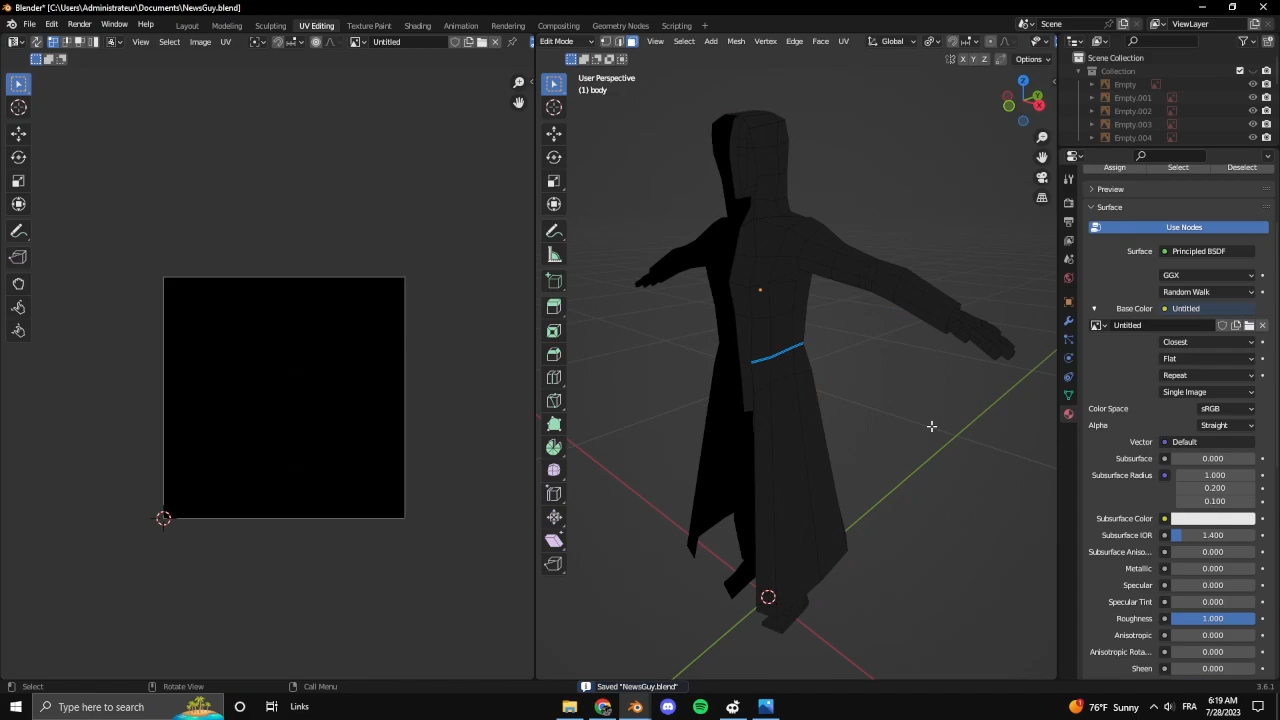 Blender* [C:\Users\Administrateur\Documents\NewsGuy.blend]
File Edit Render Window Help Layout Modeling Sculpting UV Editing Texture Paint Shading Animation Rendering Compositing Geometry Nodes Scripting + Scene ViewLayer
View Select Image UV Untitled Edit Mode View Select Add Mesh Vertex Edge Face UV Global
X Y Z Options Scene Collection
User Perspective
(1) body
Collection
Empty
Empty.001
Empty.002
Empty.003
Empty.004
Z
Y
X
Assign Select Deselect
Preview
Surface
Use Nodes
Surface Principled BSDF
GGX
Random Walk
Base Color Untitled
Untitled
Closest
Flat
Repeat
Single Image
Color Space sRGB
Alpha Straight
Vector Default
Subsurface 0.000
Subsurface Radius 1.000
0.200
0.100
Subsurface Color
Subsurface IOR 1.400
Subsurface Aniso... 0.000
Metallic 0.000
Specular 0.000
Specular Tint 0.000
Roughness 1.000
Anisotropic 0.000
Anisotropic Rota... 0.000
Sheen 0.000
Select Rotate View Call Menu Saved "NewsGuy.blend" 3.6.1
Type here to search Links 76°F Sunny FRA 6:19 AM
7/28/2023